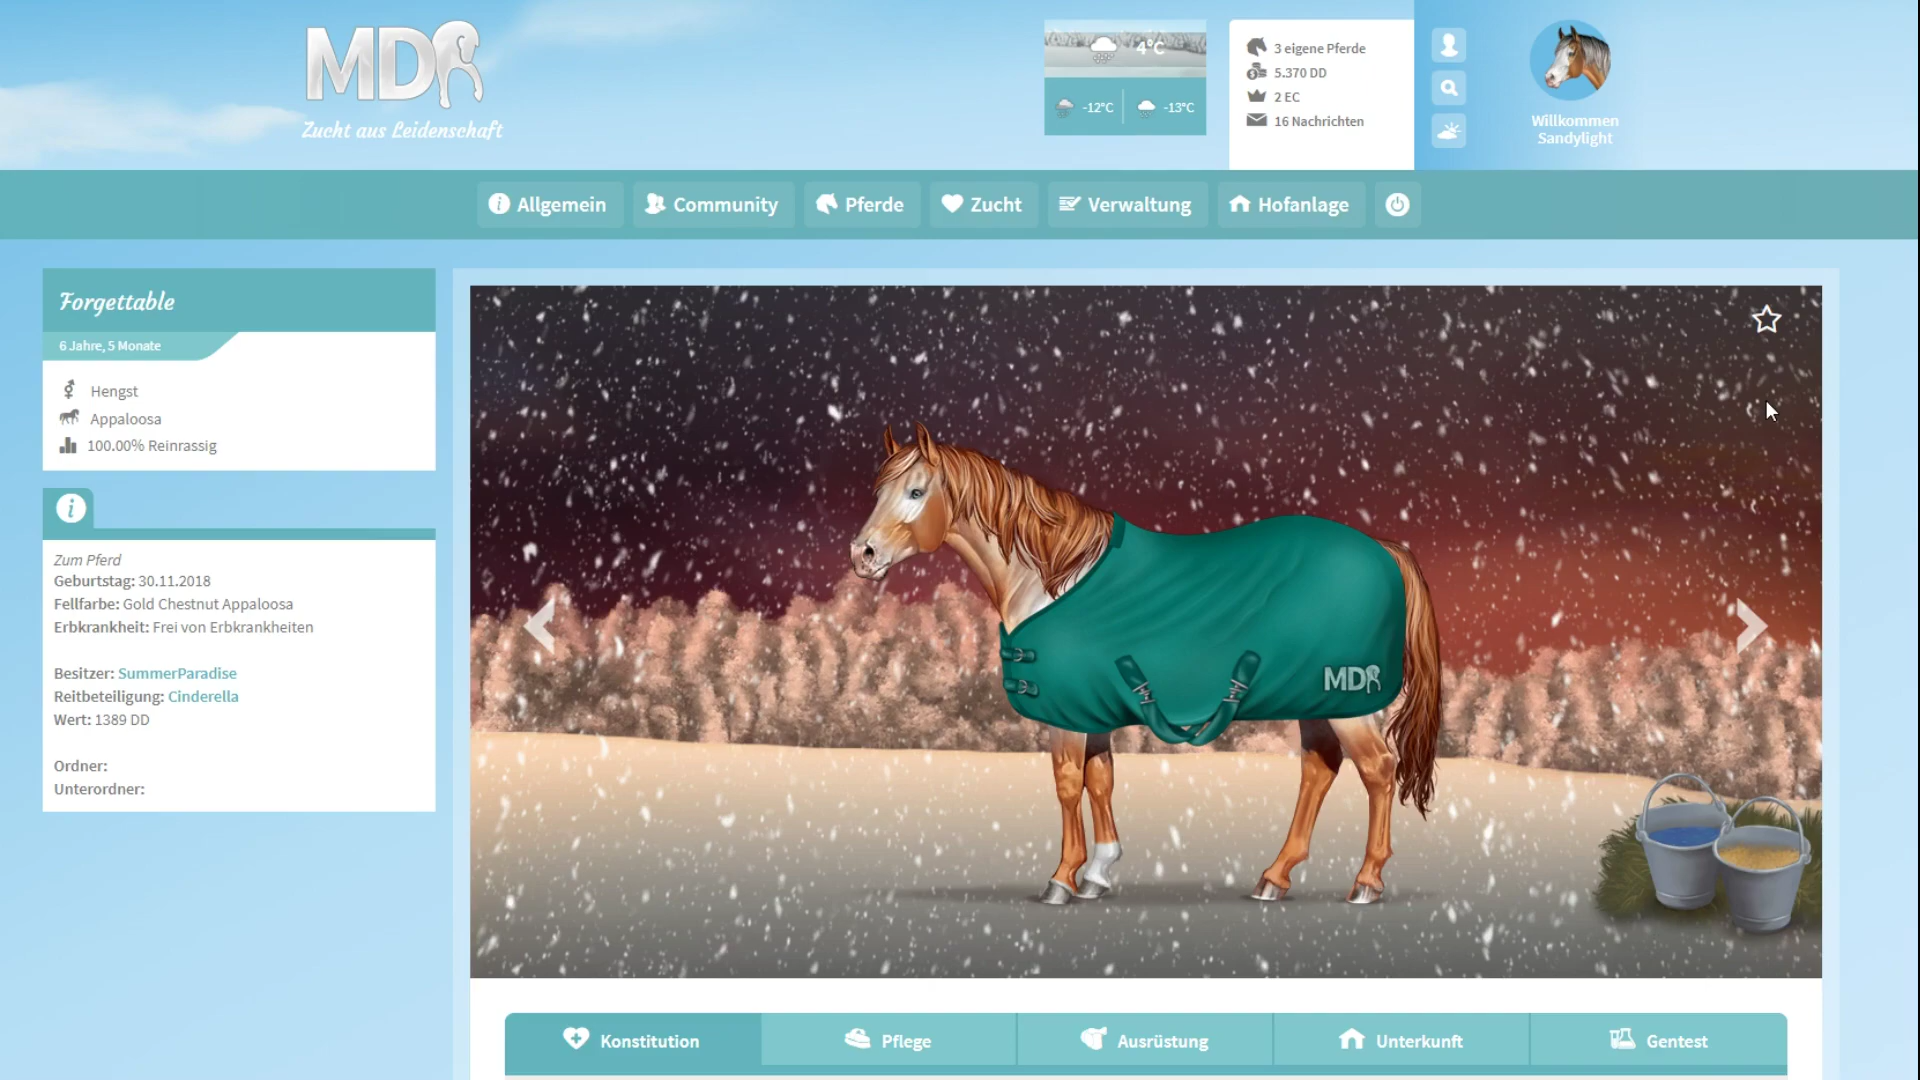 MD
Zucht aus Leidenschaft
4°C
-12°C
-13°C
3 eigene Pferde
5.370 DD
2 EC
16 Nachrichten
Willkommen
Sandylight
Allgemein
Community
Pferde
Zucht
Verwaltung
Hofanlage
Forgettable
6 Jahre, 5 Monate
Hengst
Appaloosa
100.00% Reinrassig
Zum Pferd
Geburtstag: 30.11.2018
Fellfarbe: Gold Chestnut Appaloosa
Erbkrankheit: Frei von Erbkrankheiten
Besitzer: SummerParadise
Reitbeteiligung: Cinderella
Wert: 1389 DD
Ordner:
Unterordner:
MD
Konstitution
Pflege
Ausrüstung
Unterkunft
Gentest